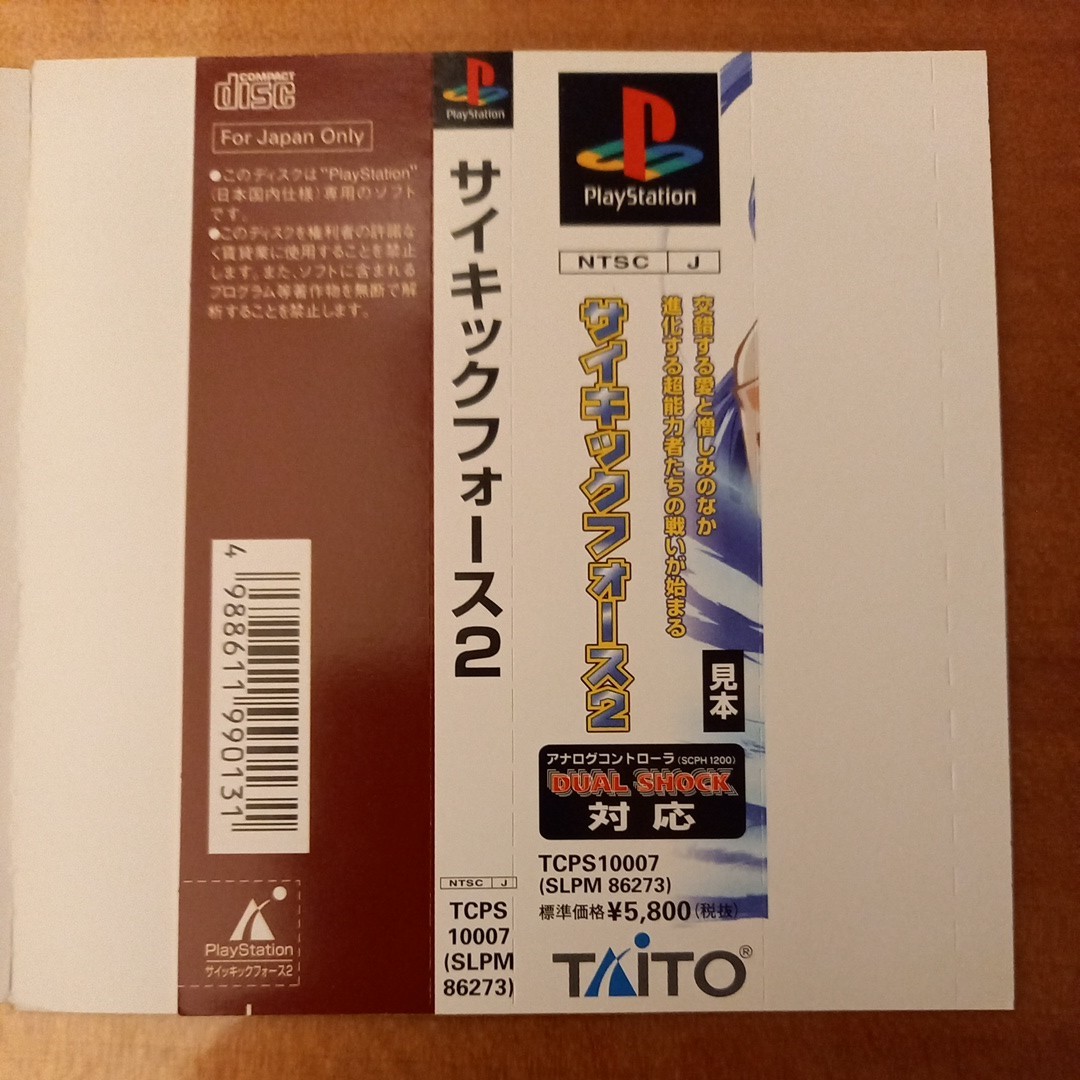 COMPACT
disc
For Japan Only
●このディスクは"PlayStation"
(日本国内仕様)専用のソフト
です。
●このディスクを権利者の許諾な
く賃貸業に使用することを禁止
します。また、ソフトに含まれる
プログラム等著作物を無断で解
析することを禁止します。
4 988611 990131
PlayStation
サイッキックフォース2
PlayStation
サイキックフォース2
NTSC J
TCPS
10007
(SLPM
86273)
PlayStation
NTSC J
交錯する愛と憎しみのなか
進化する超能力者たちの戦いが始まる
サイキックフォース2
見本
アナログコントローラ(SCPH 1200)
DUAL SHOCK
対応
TCPS10007
(SLPM 86273)
標準価格¥5,800(税抜)
TAITO®